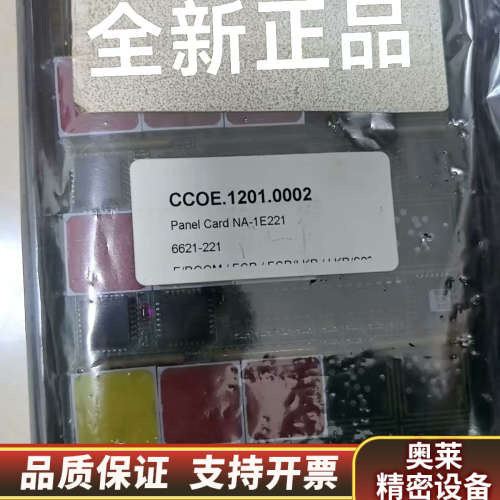 全新正品
CCOE.1201.0002
Panel Card NA-1E221
6621-221
品质保证 支持开票
奥莱
精密设备